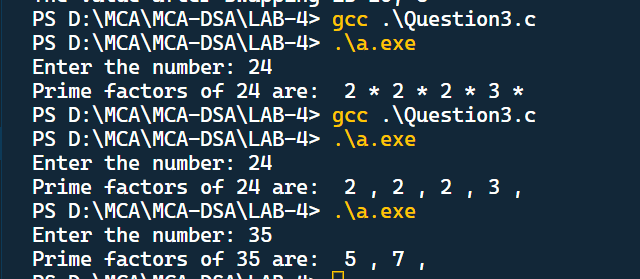 PS D:\MCA\MCA-DSA\LAB-4> gcc .\Question3.c
PS D:\MCA\MCA-DSA\LAB-4> .\a.exe
Enter the number: 24
Prime factors of 24 are:  2 * 2 * 2 * 3 *
PS D:\MCA\MCA-DSA\LAB-4> gcc .\Question3.c
PS D:\MCA\MCA-DSA\LAB-4> .\a.exe
Enter the number: 24
Prime factors of 24 are:  2 , 2 , 2 , 3 ,
PS D:\MCA\MCA-DSA\LAB-4> .\a.exe
Enter the number: 35
Prime factors of 35 are:  5 , 7 ,
PS D:\MCA\MCA-DSA\LAB-4>